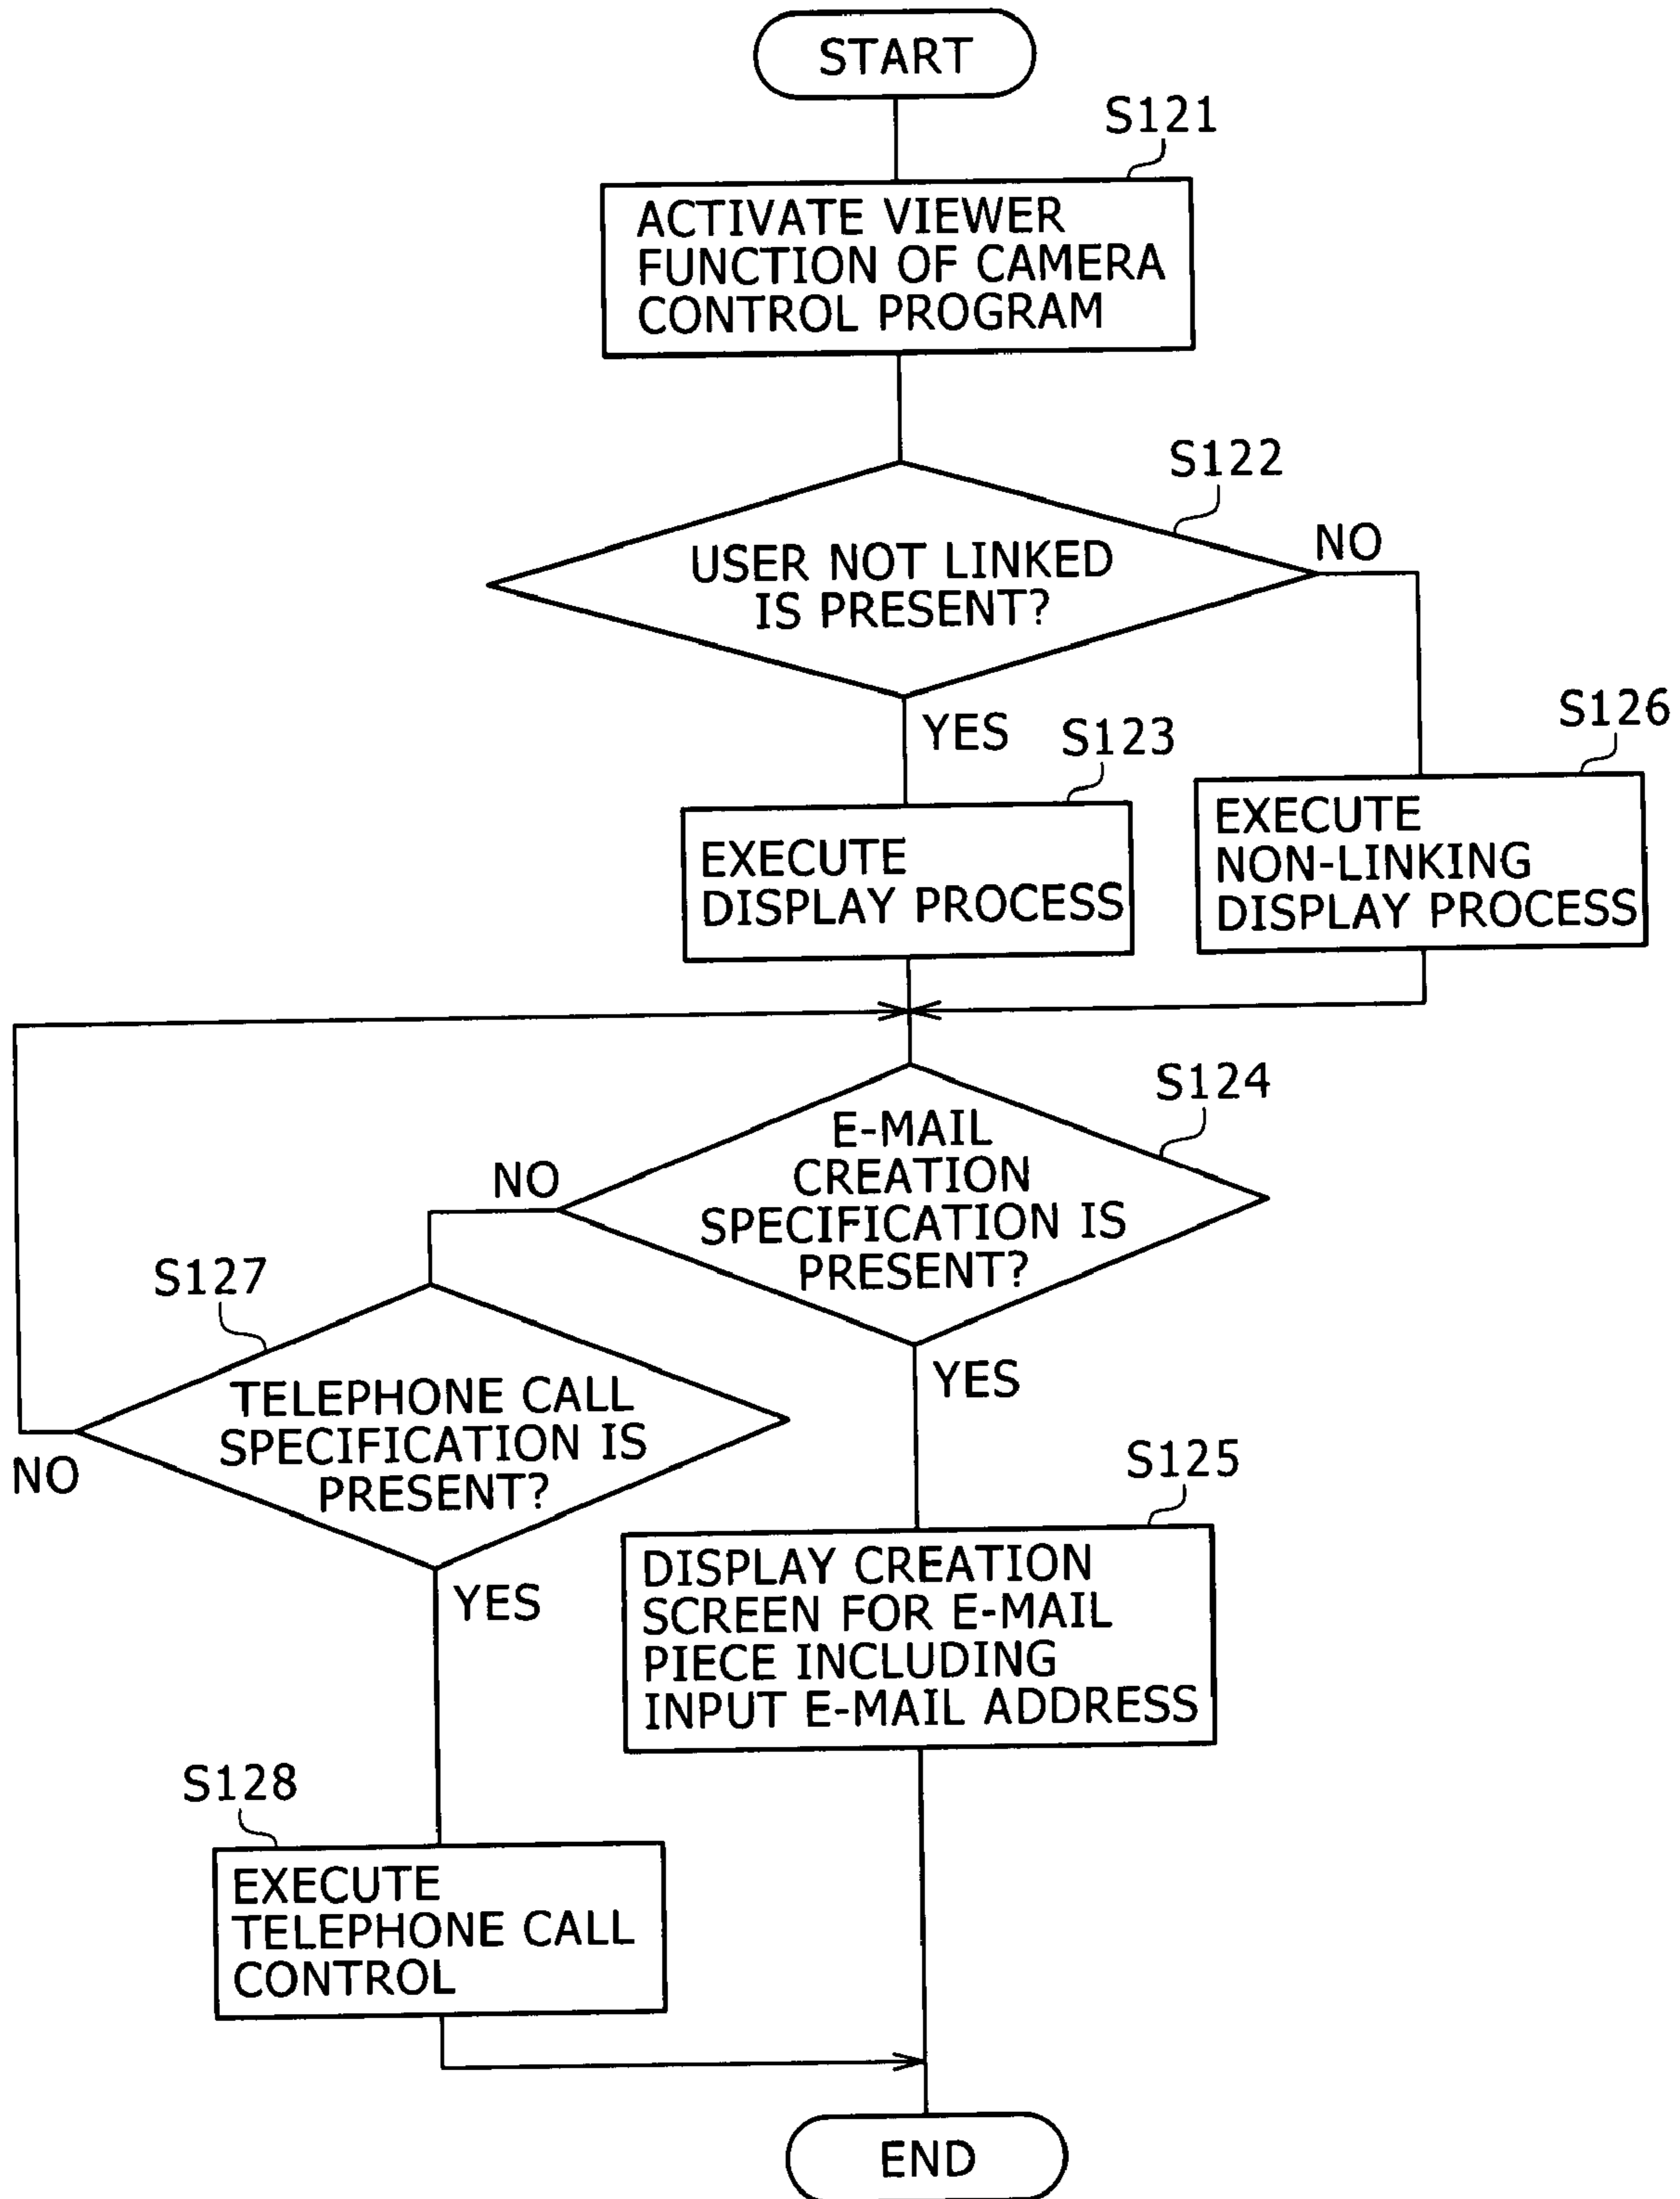 START
S121
ACTIVATE VIEWER
FUNCTION OF CAMERA
CONTROL PROGRAM
S122
USER NOT LINKED
IS PRESENT?
NO
YES
S123
S126
EXECUTE
DISPLAY PROCESS
EXECUTE
NON-LINKING
DISPLAY PROCESS
S124
E-MAIL
CREATION
SPECIFICATION IS
PRESENT?
NO
YES
S127
TELEPHONE CALL
SPECIFICATION IS
PRESENT?
NO
YES
S125
DISPLAY CREATION
SCREEN FOR E-MAIL
PIECE INCLUDING
INPUT E-MAIL ADDRESS
S128
EXECUTE
TELEPHONE CALL
CONTROL
END